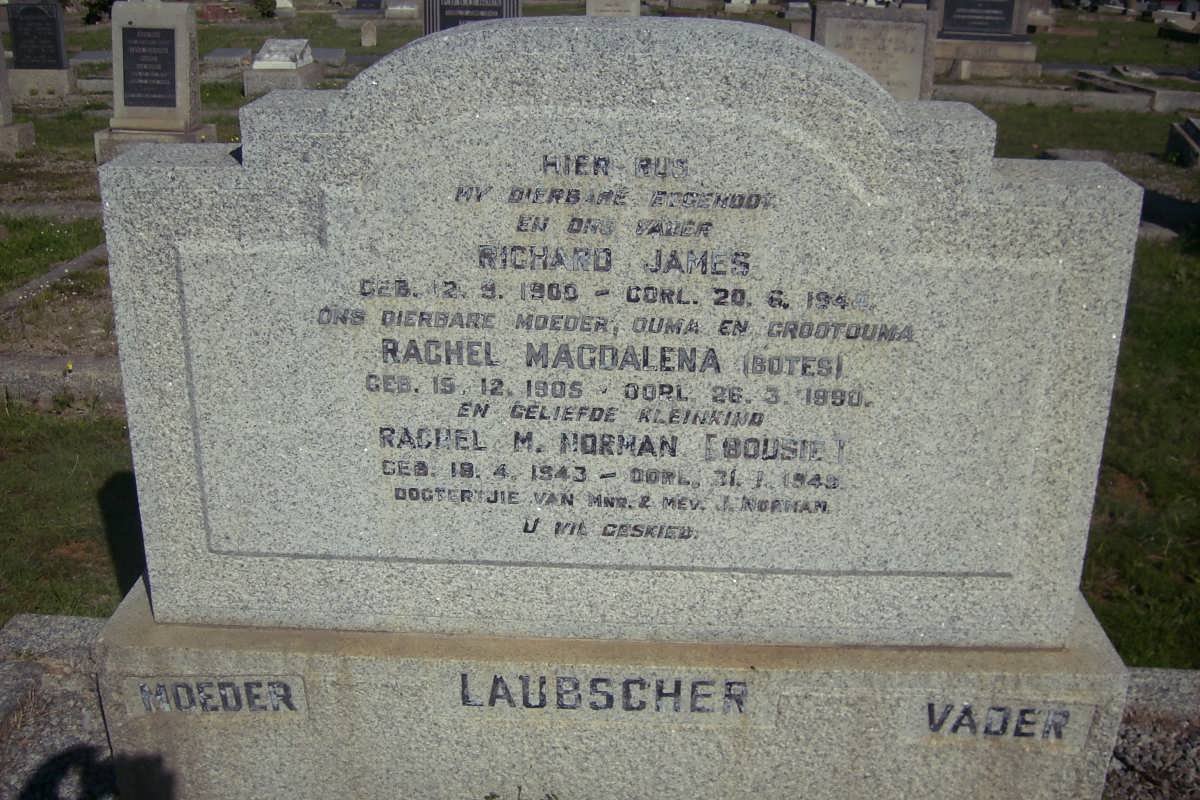 HIER RUS
MY DIERBARE EGGENOOT
EN ONS VADER
RICHARD JAMES
GEB. 12. 9. 1900 – OORL. 20. 6. 194
ONS DIERBARE MOEDER, OUMA EN GROOTOUMA
RACHEL MAGDALENA (BOTES)
GEB. 15. 12. 1905 - OORL 26. 3. 1990.
EN GELIEFDE KLEINKIND
RACHEL M. NORMAN [BOUSIE]
GEB. 18. 4. 1943 – OORL. 31. 1. 1949.
DOGTERTJIE VAN MNR. & MEV. J. NORMAN.
U WIL GESKIED.
MOEDER LAUBSCHER VADER